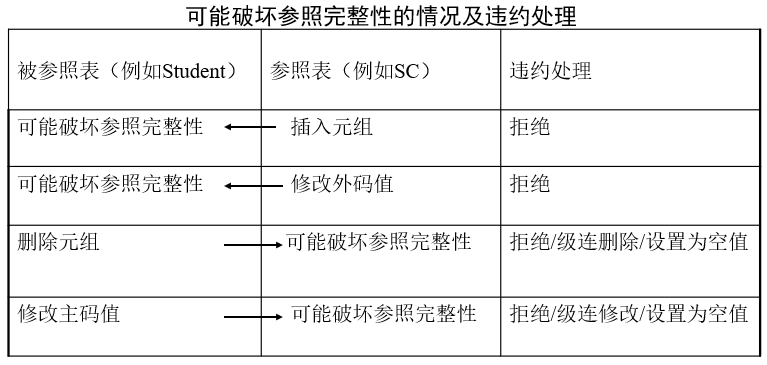 可能破坏参照完整性的情况及违约处理
被参照表（例如Student） 参照表（例如SC） 违约处理
可能破坏参照完整性 插入元组 拒绝
可能破坏参照完整性 修改外码值 拒绝
删除元组 可能破坏参照完整性 拒绝/级连删除/设置为空值
修改主码值 可能破坏参照完整性 拒绝/级连修改/设置为空值